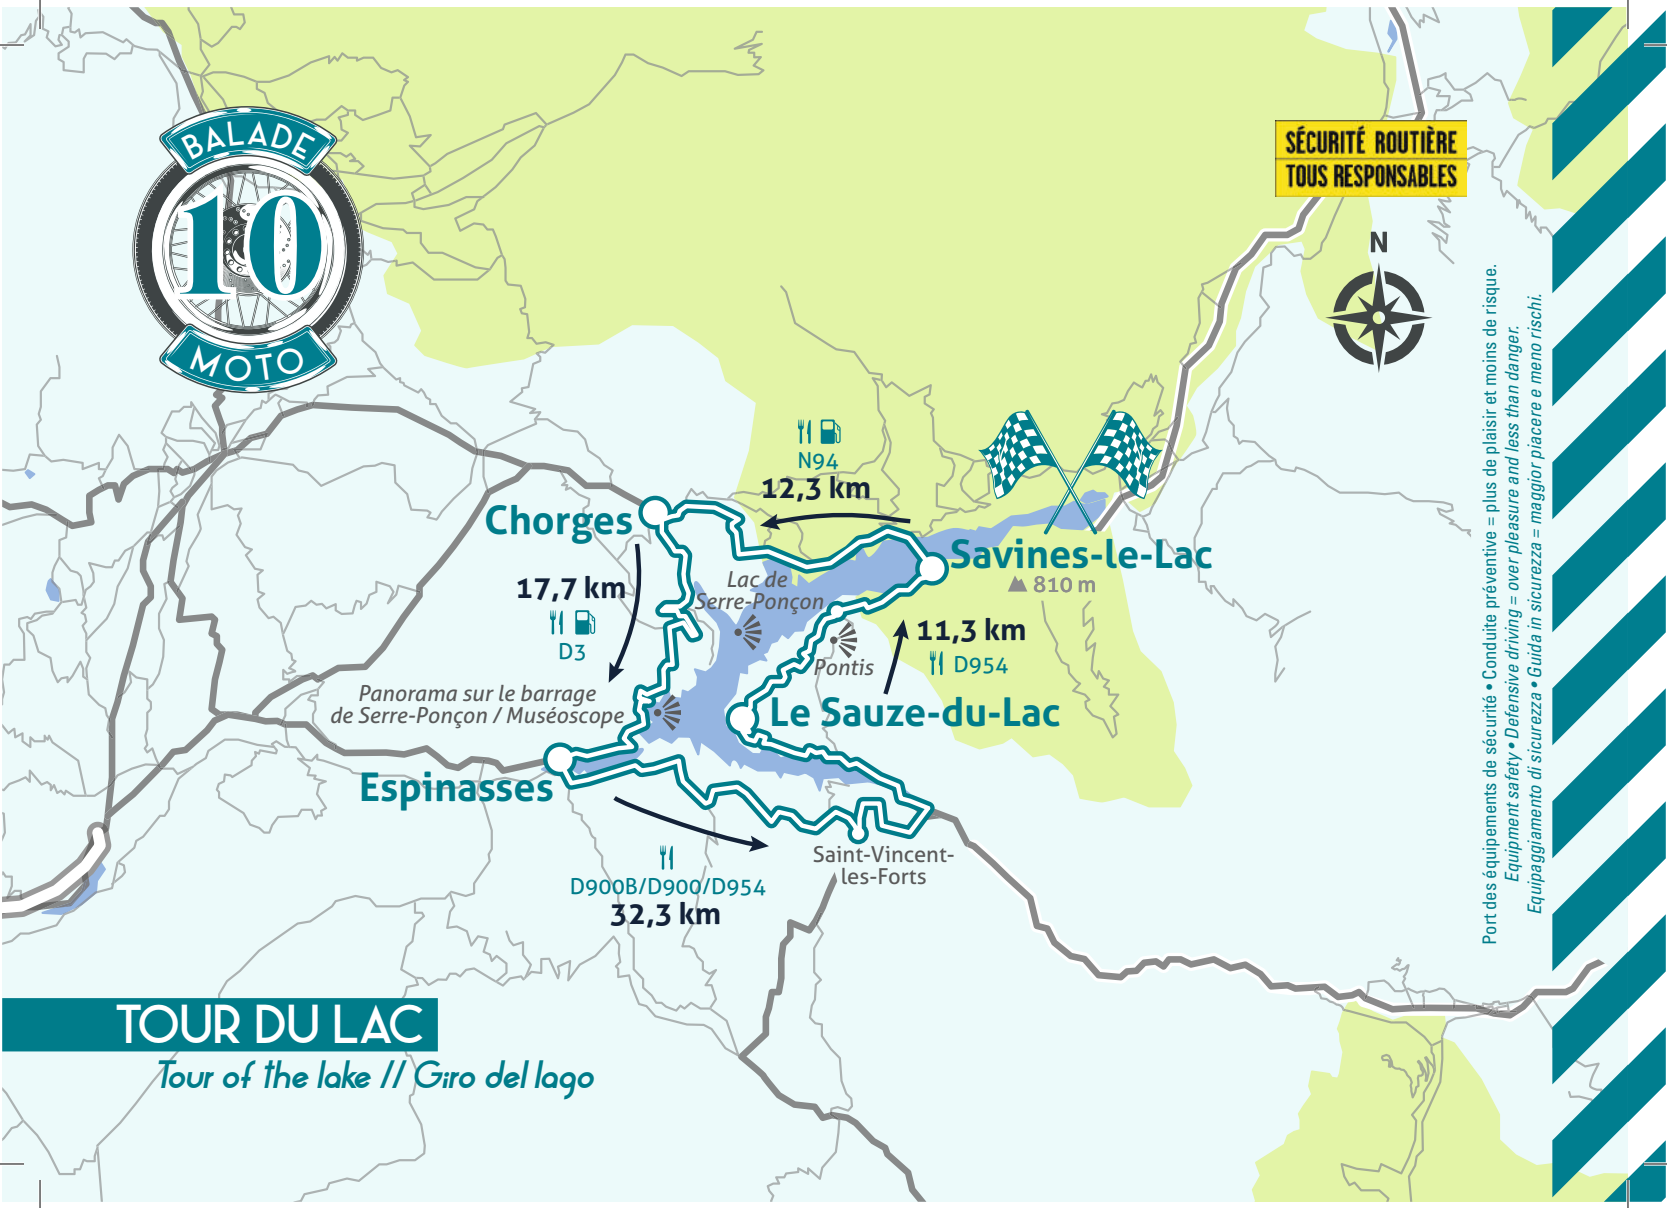 BALADE
10
MOTO
SÉCURITÉ ROUTIÈRE
TOUS RESPONSABLES
N
N94
12,3 km
Chorges
Savines-le-Lac
810 m
17,7 km
D3
Lac de
Serre-Ponçon
11,3 km
D954
Pontis
Panorama sur le barrage
de Serre-Ponçon / Muséoscope
Le Sauze-du-Lac
Espinasses
Saint-Vincent-
les-Forts
D900B/D900/D954
32,3 km
TOUR DU LAC
Tour of the lake // Giro del lago
Port des équipements de sécurité • Conduite préventive = plus de plaisir et moins de risque.
Equipment safety • Defensive driving = over pleasure and less than danger.
Equipaggiamento di sicurezza • Guida in sicurezza = maggior piacere e meno rischi.